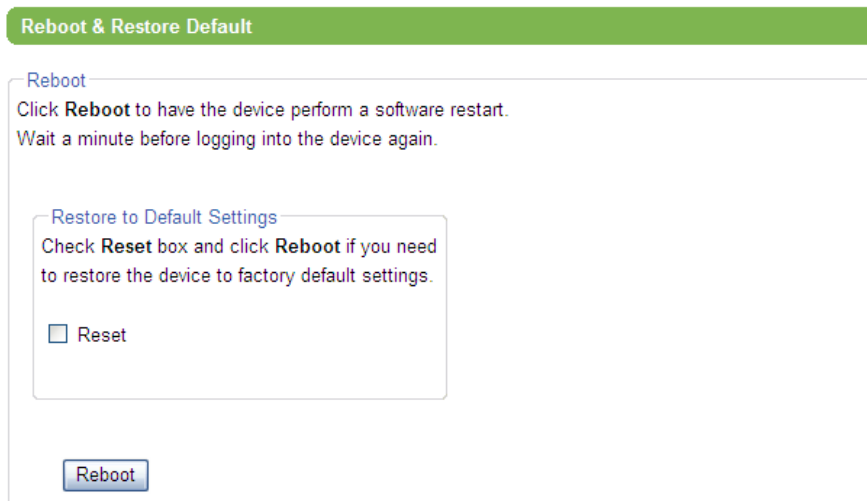 Reboot & Restore Default
Reboot
Click Reboot to have the device perform a software restart.
Wait a minute before logging into the device again.
Restore to Default Settings
Check Reset box and click Reboot if you need
to restore the device to factory default settings.
Reset
Reboot